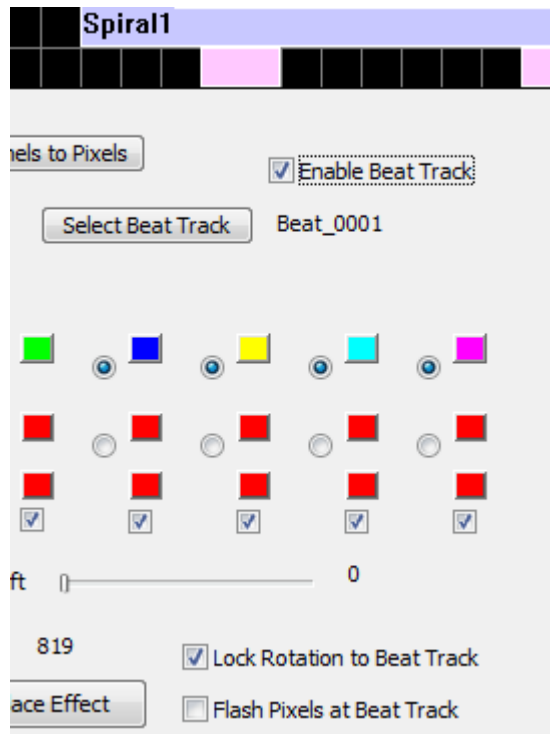 Spiral1
nels to Pixels
Enable Beat Track
Select Beat Track
Beat_0001
ft
0
819
Lock Rotation to Beat Track
ace Effect
Flash Pixels at Beat Track